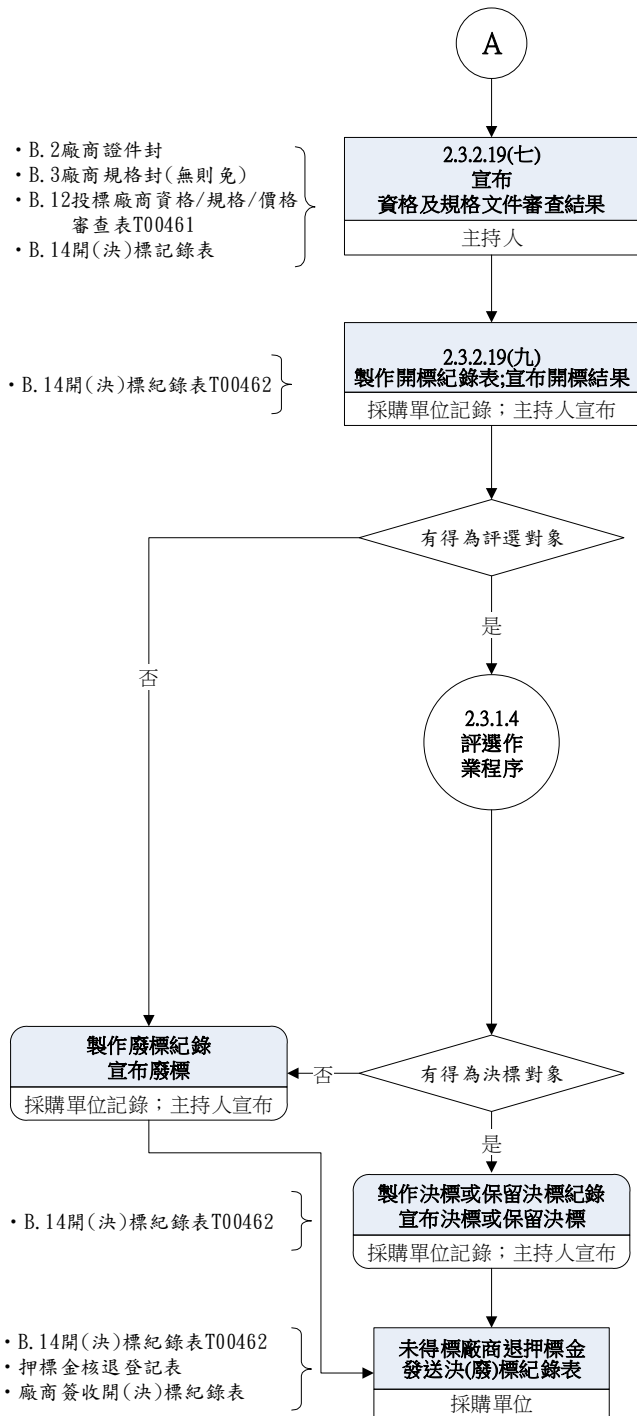 A
・B.2廠商證件封
・B.3廠商規格封(無則免)
・B.12投標廠商資格/規格/價格
審查表T00461
・B.14開(決)標記錄表
2.3.2.19(七)
宣布
資格及規格文件審查結果
主持人
・B.14開(決)標紀錄表T00462
2.3.2.19(九)
製作開標紀錄表;宣布開標結果
採購單位記錄；主持人宣布
有得為評選對象
是
否
2.3.1.4
評選作
業程序
製作廢標紀錄
宣布廢標
採購單位記錄；主持人宣布
否
有得為決標對象
是
・B.14開(決)標紀錄表T00462
製作決標或保留決標紀錄
宣布決標或保留決標
採購單位記錄；主持人宣布
・B.14開(決)標紀錄表T00462
・押標金核退登記表
・廠商簽收開(決)標紀錄表
未得標廠商退押標金
發送決(廢)標紀錄表
採購單位